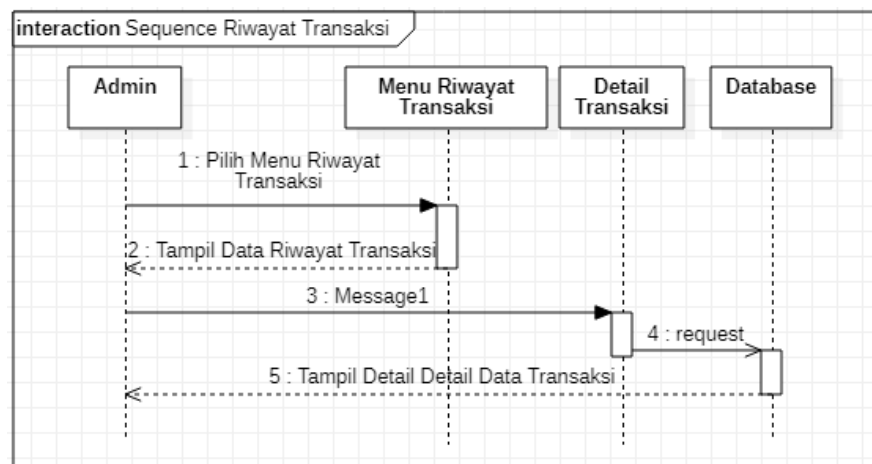 interaction Sequence Riwayat Transaksi
Admin
Menu Riwayat
Transaksi
Detail
Transaksi
Database
1 : Pilih Menu Riwayat
Transaksi
2 : Tampil Data Riwayat Transaksi
3 : Message1
4 : request
5 : Tampil Detail Detail Data Transaksi